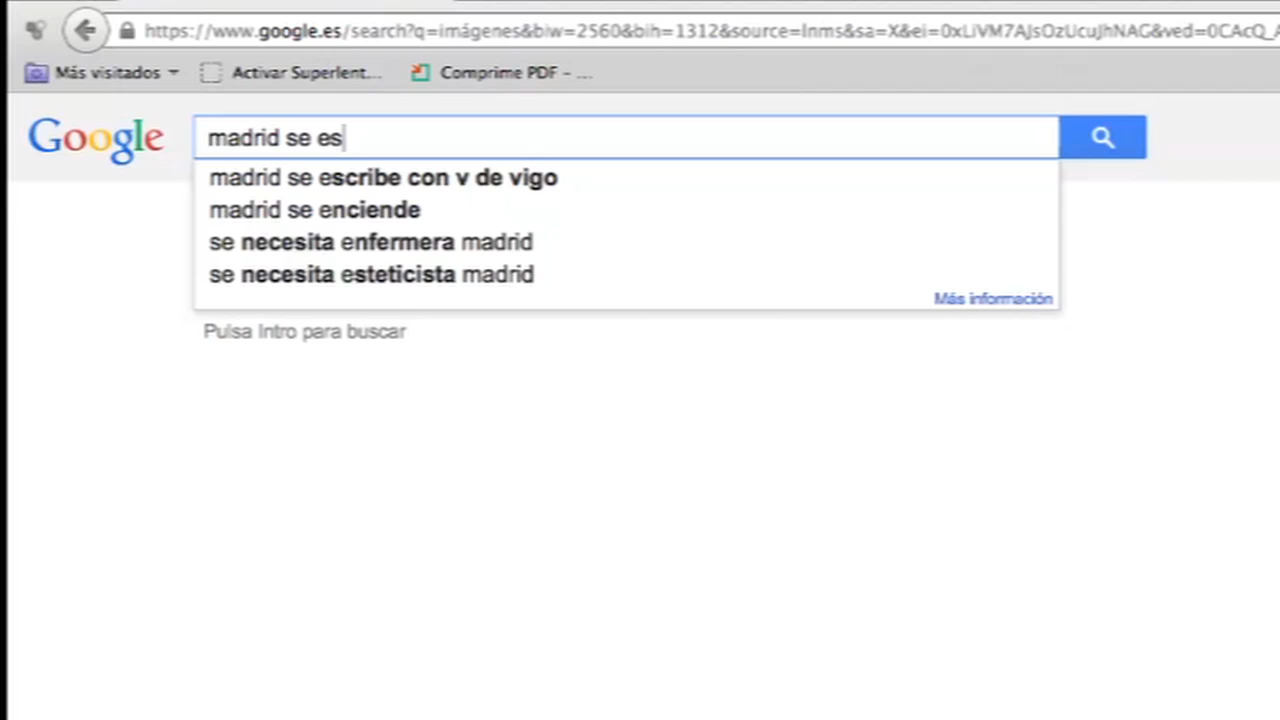 https://www.google.es/search?q=imágenes&biw=2560&bih=1312&source=lnms&sa=X&ei=0xLiVM7AJsOzUcuJhNAG&ved=0CAcQ_A
Más visitados
Activar Superlent...
Comprime PDF - ...
Google
madrid se es
madrid se escribe con v de vigo
madrid se enciende
se necesita enfermera madrid
se necesita esteticista madrid
Más información
Pulsa Intro para buscar